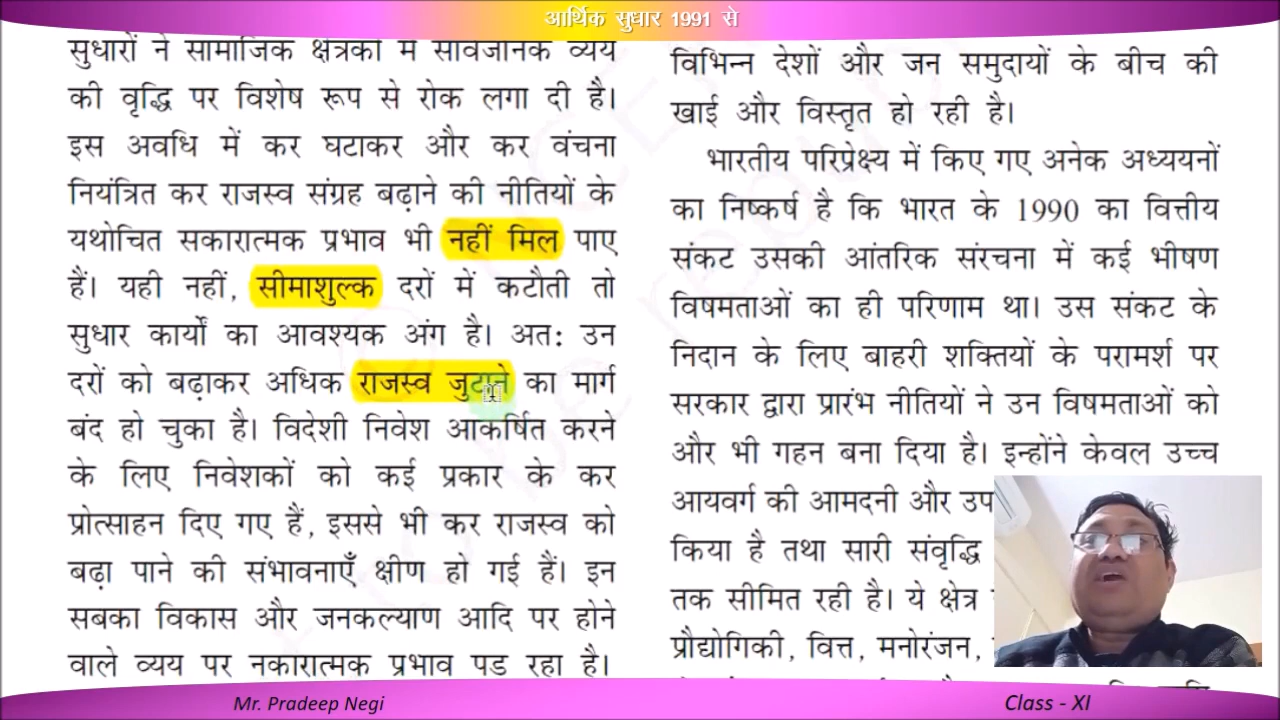 आर्थिक सुधार 1991 से
सुधारों ने सामाजिक क्षेत्रकों में सार्वजनिक व्यय
की वृद्धि पर विशेष रूप से रोक लगा दी है।
इस अवधि में कर घटाकर और कर वंचना
नियंत्रित कर राजस्व संग्रह बढ़ाने की नीतियों के
यथोचित सकारात्मक प्रभाव भी नहीं मिल पाए
हैं। यही नहीं, सीमाशुल्क दरों में कटौती तो
सुधार कार्यों का आवश्यक अंग है। अतः उन
दरों को बढ़ाकर अधिक राजस्व जुटाने का मार्ग
बंद हो चुका है। विदेशी निवेश आकर्षित करने
के लिए निवेशकों को कई प्रकार के कर
प्रोत्साहन दिए गए हैं, इससे भी कर राजस्व को
बढ़ा पाने की संभावनाएँ क्षीण हो गई हैं। इन
सबका विकास और जनकल्याण आदि पर होने
वाले व्यय पर नकारात्मक प्रभाव पड रहा है।
विभिन्न देशों और जन समुदायों के बीच की
खाई और विस्तृत हो रही है।
भारतीय परिप्रेक्ष्य में किए गए अनेक अध्ययनों
का निष्कर्ष है कि भारत के 1990 का वित्तीय
संकट उसकी आंतरिक संरचना में कई भीषण
विषमताओं का ही परिणाम था। उस संकट के
निदान के लिए बाहरी शक्तियों के परामर्श पर
सरकार द्वारा प्रारंभ नीतियों ने उन विषमताओं को
और भी गहन बना दिया है। इन्होंने केवल उच्च
आयवर्ग की आमदनी और उप
किया है तथा सारी संवृद्धि
तक सीमित रही है। ये क्षेत्र
प्रौद्योगिकी, वित्त, मनोरंजन,
Mr. Pradeep Negi
Class - XI